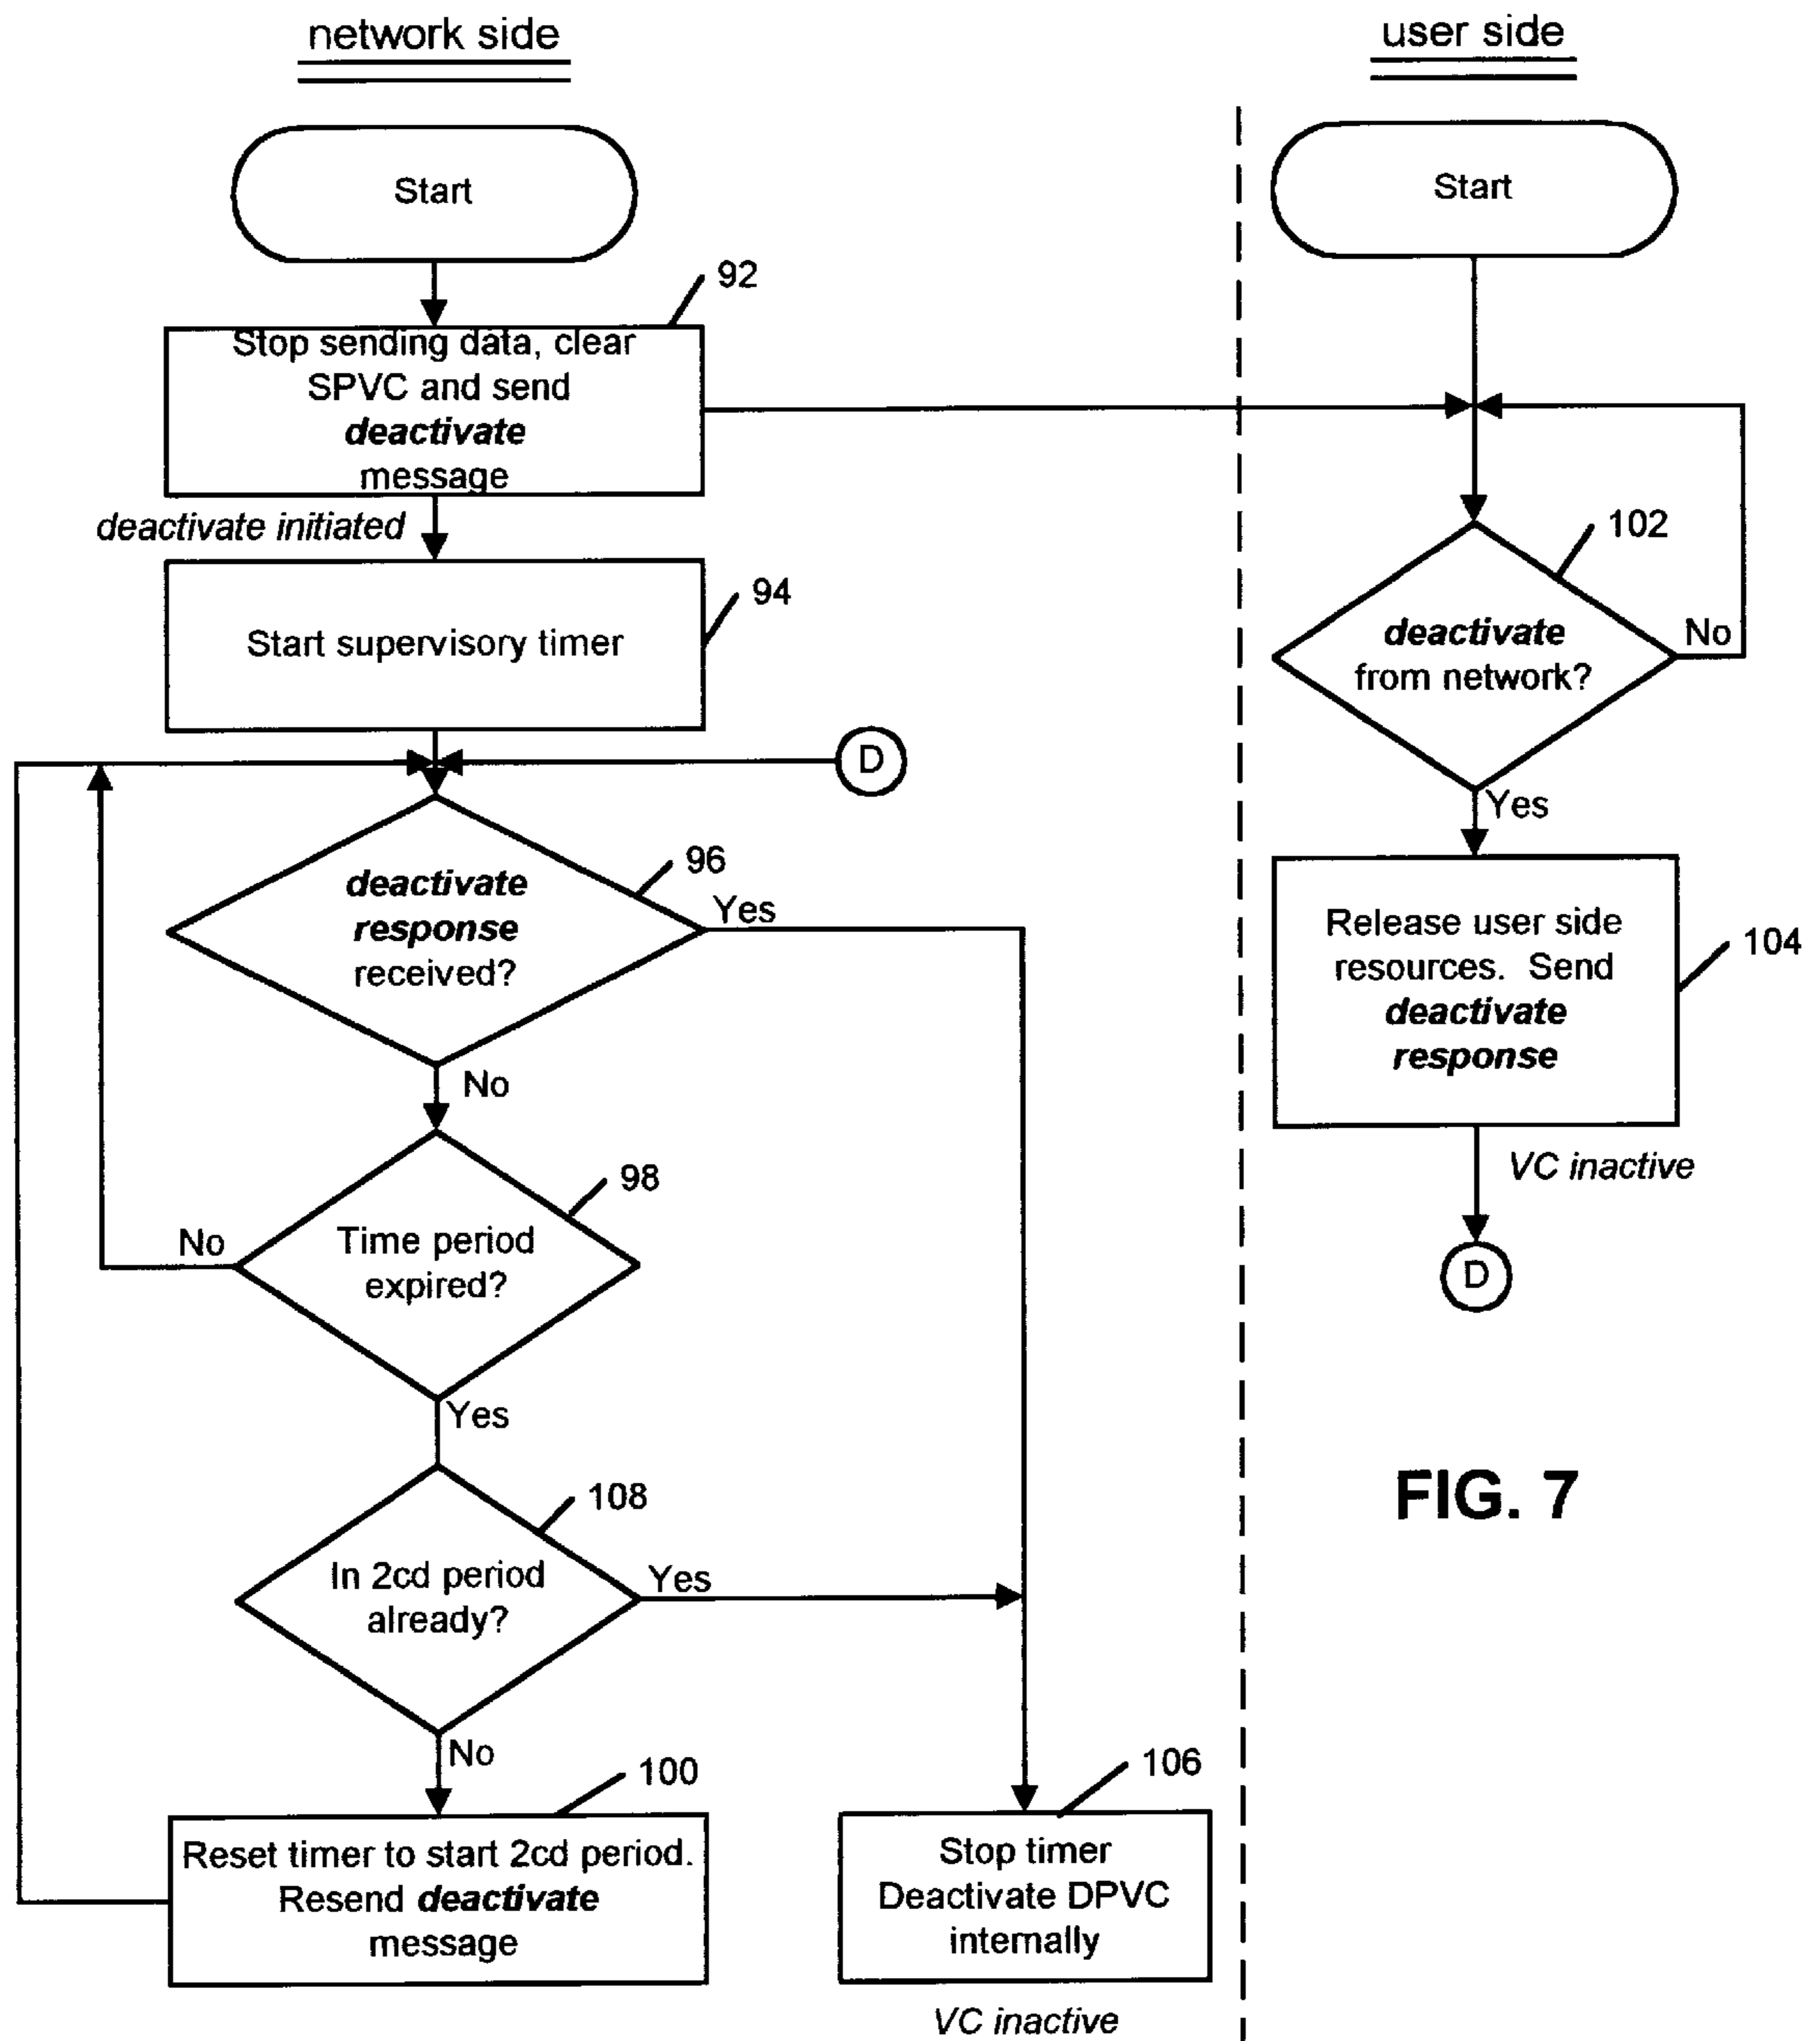 network side
Start
92
Stop sending data, clear
SPVC and send
deactivate
message
deactivate initiated
94
Start supervisory timer
D
96
deactivate
response
received?
Yes
No
98
Time period
expired?
No
Yes
108
In 2cd period
already?
Yes
No
100
Reset timer to start 2cd period.
Resend deactivate
message
106
Stop timer
Deactivate DPVC
internally
VC inactive
user side
Start
102
deactivate
from network?
No
Yes
104
Release user side
resources. Send
deactivate
response
VC inactive
D
FIG. 7